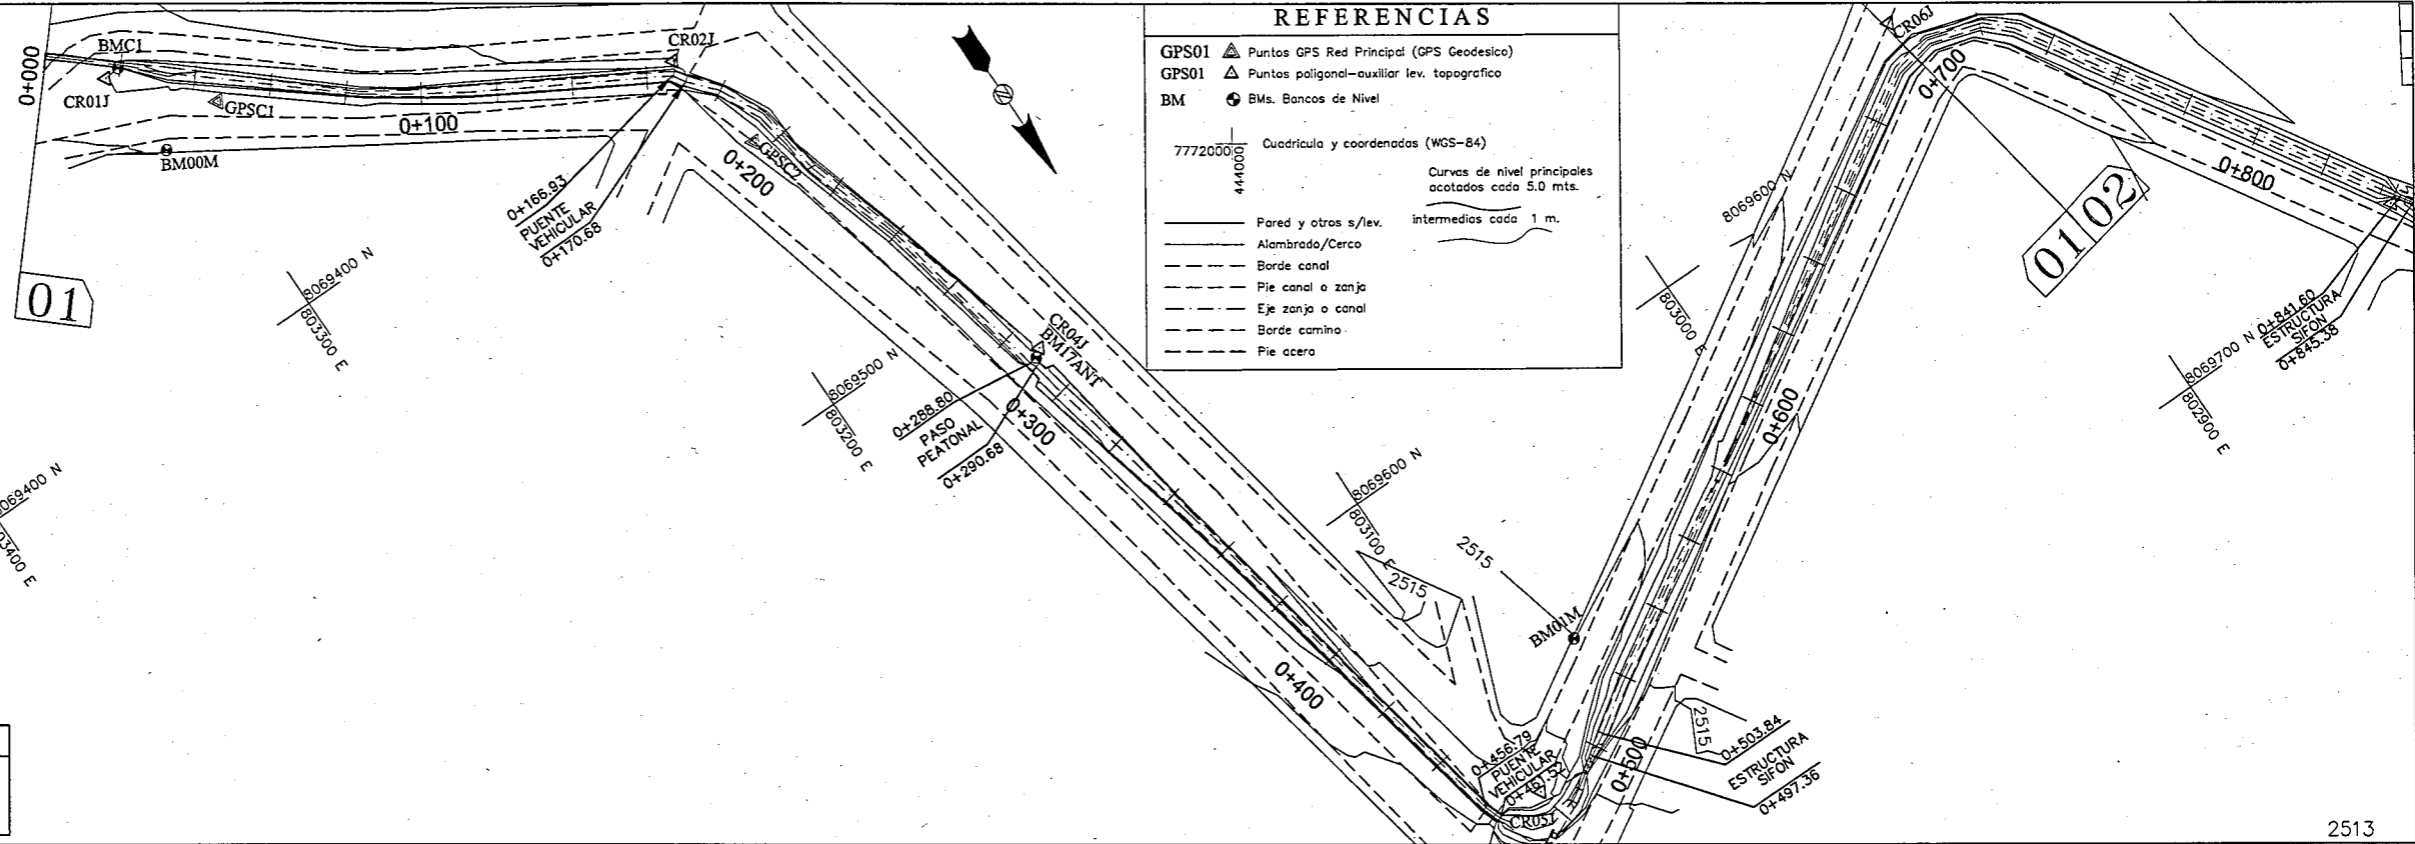 REFERENCIAS
GPS01 Puntos GPS Red Principal (GPS Geodesico)
GPS01 Puntos poligonal-auxiliar lev. topografico
BM BMs. Bancos de Nivel
7772000
444000
Cuadricula y coordenadas (WGS-84)
Curvas de nivel principales
acotados cada 5.0 mts.
intermedias cada 1 m.
Pared y otros s/lev.
Alambrado/Cerco
Borde canal
Pie canal o zanja
Eje zanja o canal
Borde camino
Pie acera
0+000
BMC1
CR01J
GPSC1
BM00M
0+100
CR02J
01
8069400 N
803300 E
0+166.93
PUENTE
VEHICULAR
0+170.68
GPSC2
0+200
8069500 N
803200 E
CR04J
BM17ANT
0+288.80
PASO
PEATONAL
0+290.68
0+300
8069600 N
803100 E
2515
2515
BM01M
0+400
0+456.79
PUENTE
VEHICULAR
CR05J
0+500
2515
0+503.84
ESTRUCTURA
SIFON
0+497.36
0+600
8069600 N
803000 E
CR06J
0+700
01 02
0+800
8069700 N
802900 E
0+841.60
ESTRUCTURA
SIFON
0+845.38
2513